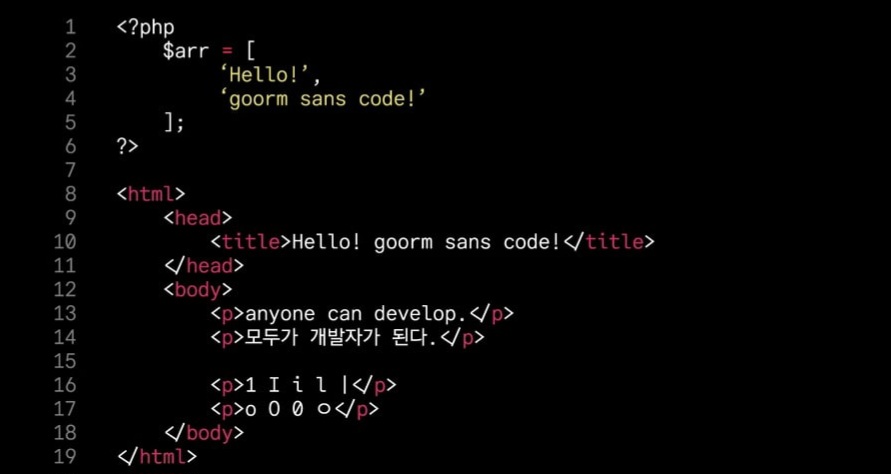 1 <?php
2 $arr = [
3 ‘Hello!’,
4 ‘goorm sans code!’
5 ];
6 ?>
7
8 <html>
9 <head>
10 <title>Hello! goorm sans code!</title>
11 </head>
12 <body>
13 <p>anyone can develop.</p>
14 <p>모두가 개발자가 된다.</p>
15
16 <p>1 I i l |</p>
17 <p>o O 0 ㅇ</p>
18 </body>
19 </html>